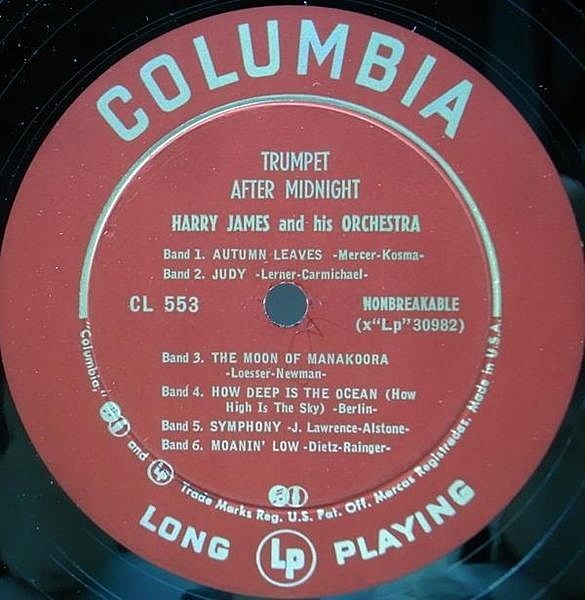 COLUMBIA
TRUMPET
AFTER MIDNIGHT
HARRY JAMES and his ORCHESTRA
Band 1. AUTUMN LEAVES -Mercer-Kosma-
Band 2. JUDY -Lerner-Carmichael-
CL 553
NONBREAKABLE
(x“Lp”30982)
Band 3. THE MOON OF MANAKOORA
-Loesser-Newman-
Band 4. HOW DEEP IS THE OCEAN (How
High Is The Sky) -Berlin-
Band 5. SYMPHONY -J. Lawrence-Alstone-
Band 6. MOANIN' LOW -Dietz-Rainger-
"Columbia," and Lp Trade Marks Reg. U.S. Pat. Off. Marcas Registradas. Made in U.S.A.
LONG Lp PLAYING